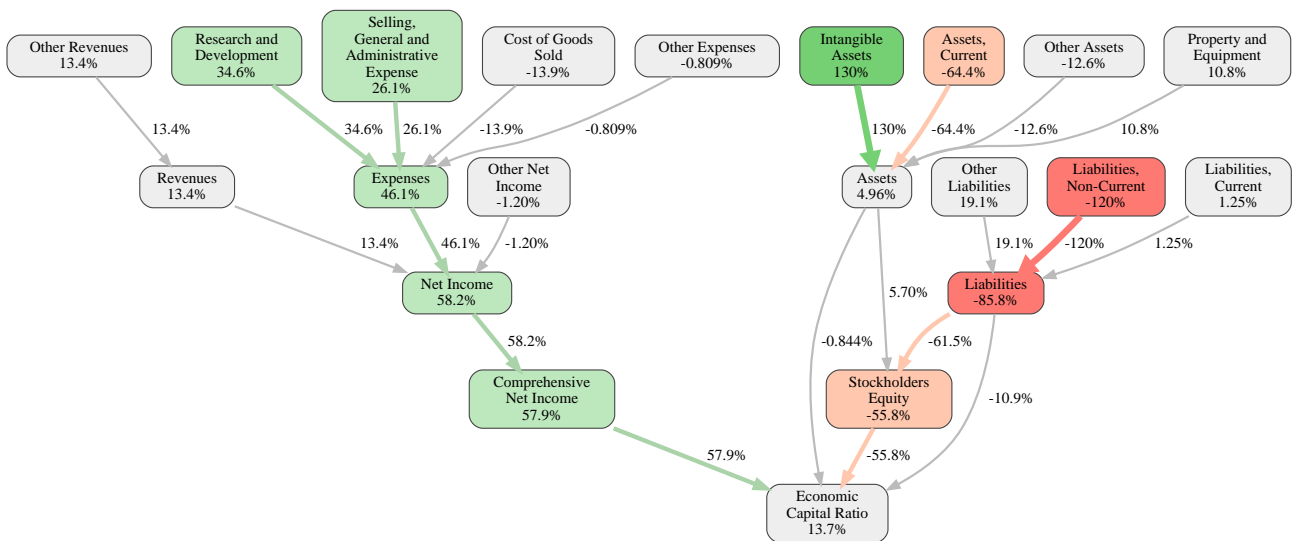 Other Revenues
13.4%
Research and
Development
34.6%
Selling,
General and
Administrative
Expense
26.1%
Cost of Goods
Sold
-13.9%
Other Expenses
-0.809%
Intangible
Assets
130%
Assets,
Current
-64.4%
Other Assets
-12.6%
Property and
Equipment
10.8%
13.4%
34.6%
26.1%
-13.9%
-0.809%
130%
-64.4%
-12.6%
10.8%
Revenues
13.4%
Expenses
46.1%
Other Net
Income
-1.20%
Assets
4.96%
Other
Liabilities
19.1%
Liabilities,
Non-Current
-120%
Liabilities,
Current
1.25%
13.4%
46.1%
-1.20%
19.1%
-120%
1.25%
Net Income
58.2%
Liabilities
-85.8%
5.70%
58.2%
-0.844%
-61.5%
Comprehensive
Net Income
57.9%
Stockholders
Equity
-55.8%
-10.9%
57.9%
-55.8%
Economic
Capital Ratio
13.7%